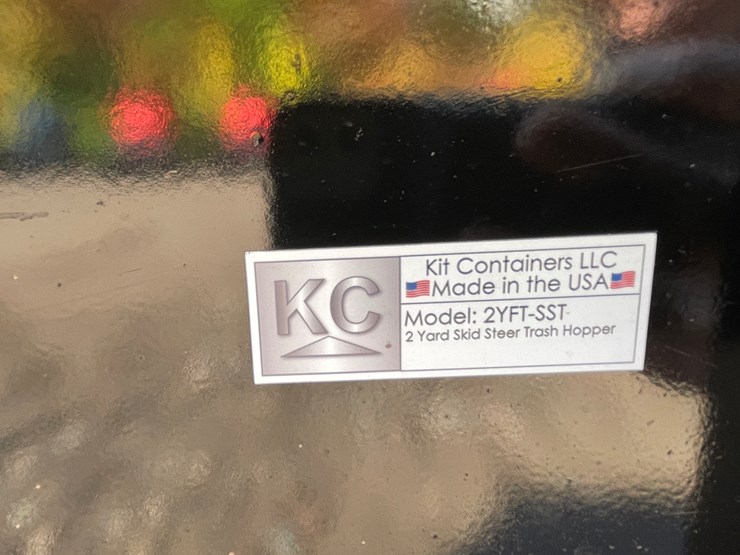 KC
Kit Containers LLC
Made in the USA
Model: 2YFT-SST
2 Yard Skid Steer Trash Hopper